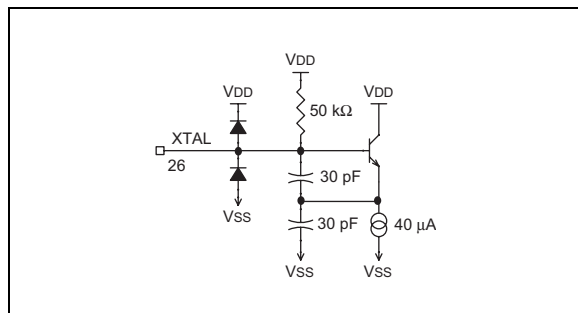 VDD
VDD
VDD
50 kΩ
XTAL
26
30 pF
30 pF
40 μA
VSS
VSS
VSS